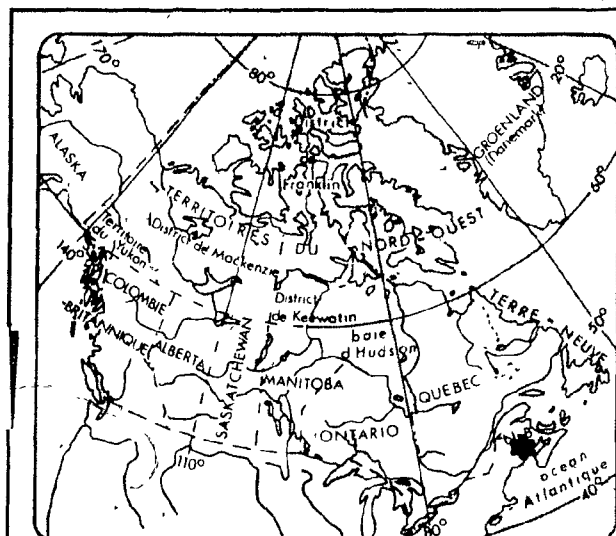 170°
80°
20°
ALASKA
District
GROENLAND
(Danemark)
Franklin
60°
TERRITOIRES DU NORD-OUEST
Territoire
du Yukon
District de Mackenzie
140°
COLOMBIE
BRITANNIQUE
District
de Keewatin
TERRE-NEUVE
50°
ALBERTA
SASKATCHEWAN
baie
d'Hudson
MANITOBA
QUEBEC
ONTARIO
110°
océan
Atlantique
40°
80°